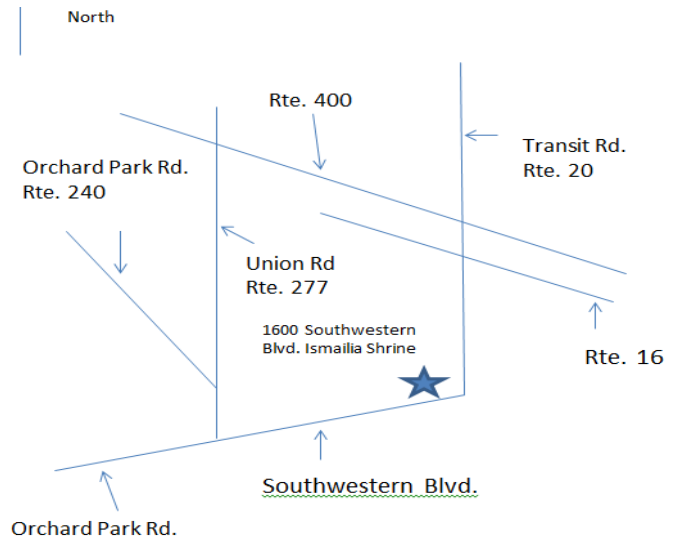 North
Rte. 400
Transit Rd.
Rte. 20
Orchard Park Rd.
Rte. 240
Union Rd
Rte. 277
1600 Southwestern
Blvd. Ismailia Shrine
Rte. 16
Southwestern Blvd.
Orchard Park Rd.